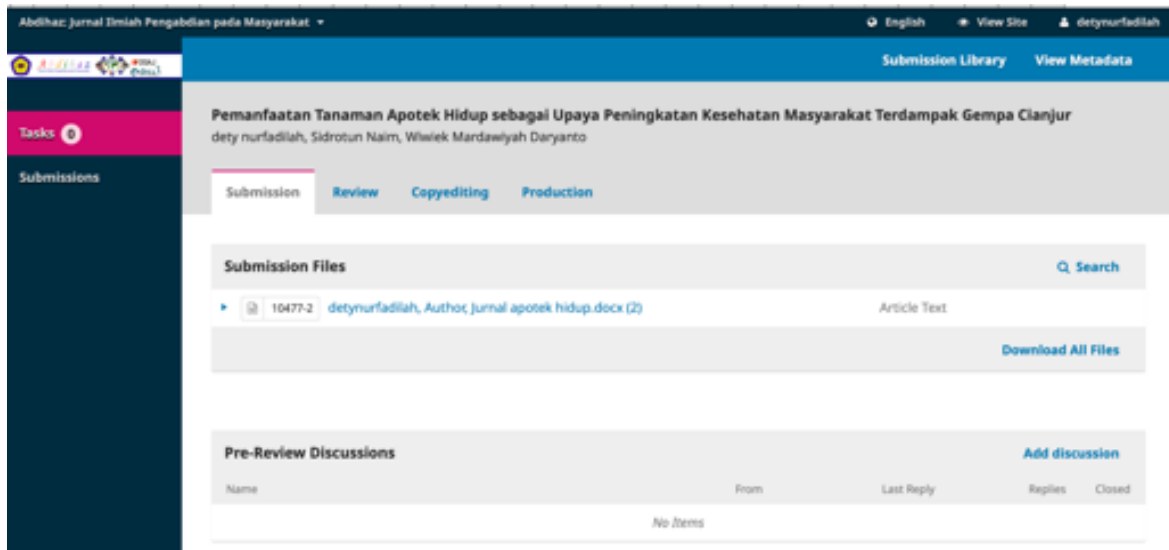 Abdihaz: Jurnal Ilmiah Pengabdian pada Masyarakat
English View Site detynurfadilah
Submission Library View Metadata
Pemanfaatan Tanaman Apotek Hidup sebagai Upaya Peningkatan Kesehatan Masyarakat Terdampak Gempa Cianjur
dety nurfadilah, Sidrotun Naim, Wiwiek Mardawiyah Daryanto
Tasks 0
Submissions
Submission Review Copyediting Production
Submission Files Search
10477-2 detynurfadilah, Author, Jurnal apotek hidup.docx (2) Article Text
Download All Files
Pre-Review Discussions Add discussion
Name From Last Reply Replies Closed
No Items